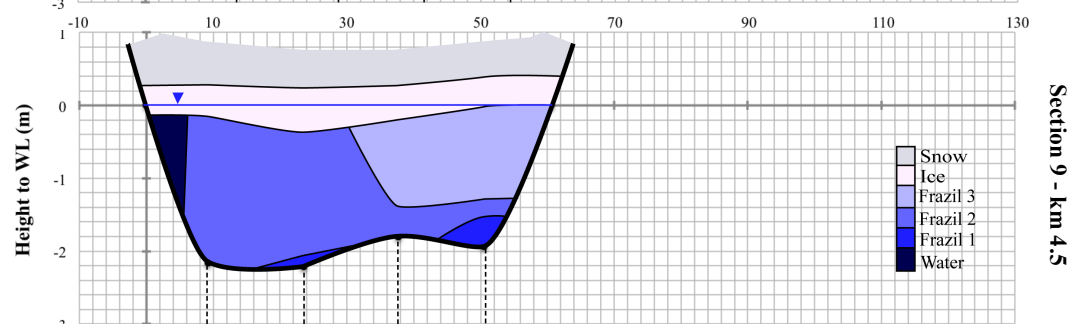 -3
-10 10 30 50 70 90 110 130
1
0
-1
-2
Height to WL (m)
Snow
Ice
Frazil 3
Frazil 2
Frazil 1
Water
Section 9 - km 4.5